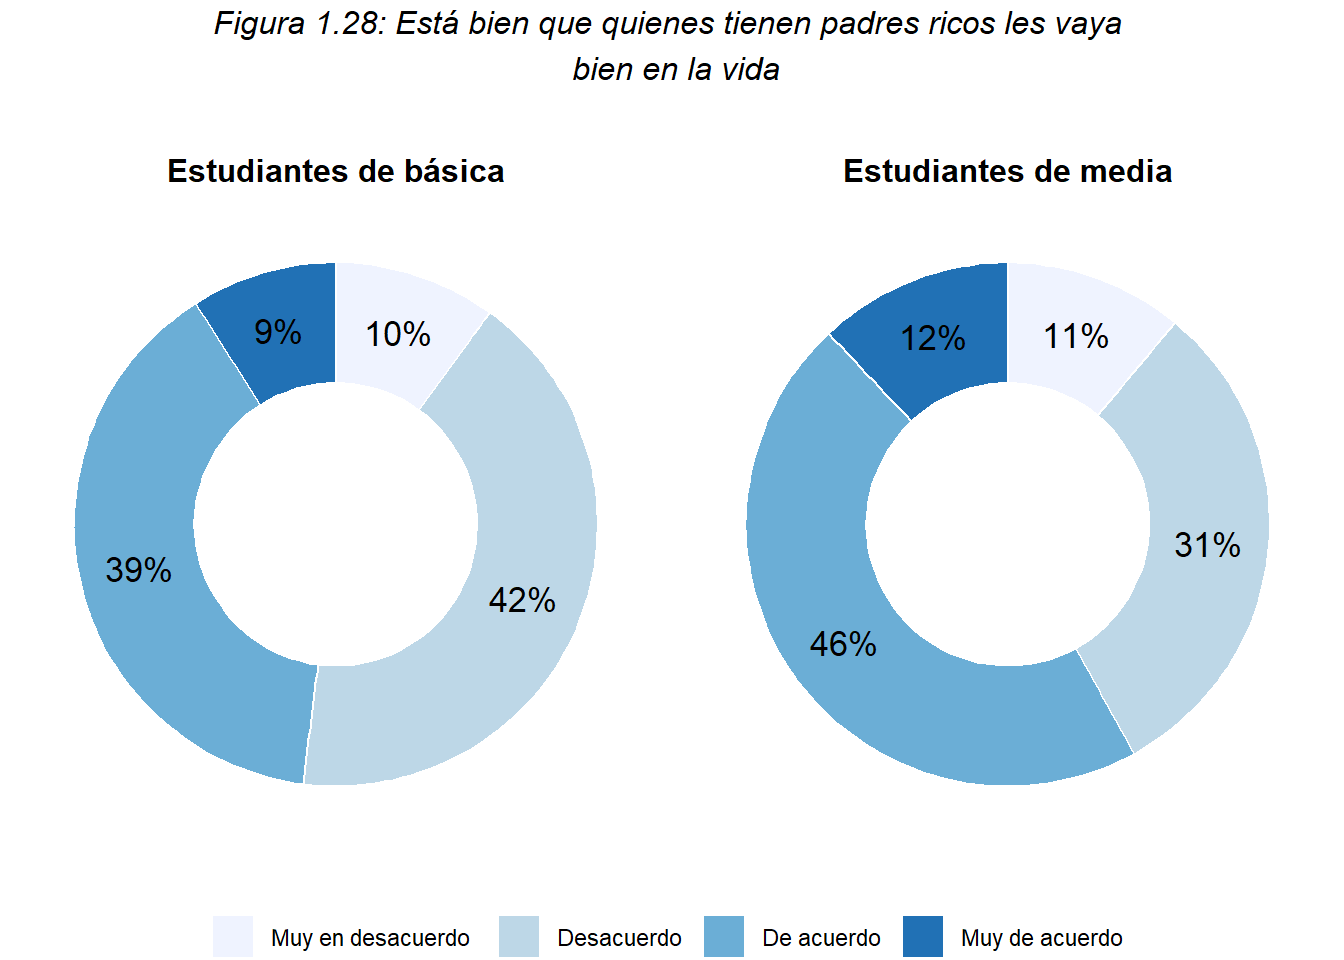 Figura 1.28: Está bien que quienes tienen padres ricos les vaya
bien en la vida
Estudiantes de básica
Estudiantes de media
9%
10%
39%
42%
12%
11%
31%
46%
Muy en desacuerdo
Desacuerdo
De acuerdo
Muy de acuerdo